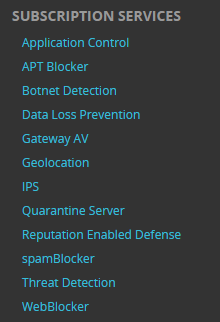 SUBSCRIPTION SERVICES
Application Control
APT Blocker
Botnet Detection
Data Loss Prevention
Gateway AV
Geolocation
IPS
Quarantine Server
Reputation Enabled Defense
spamBlocker
Threat Detection
WebBlocker